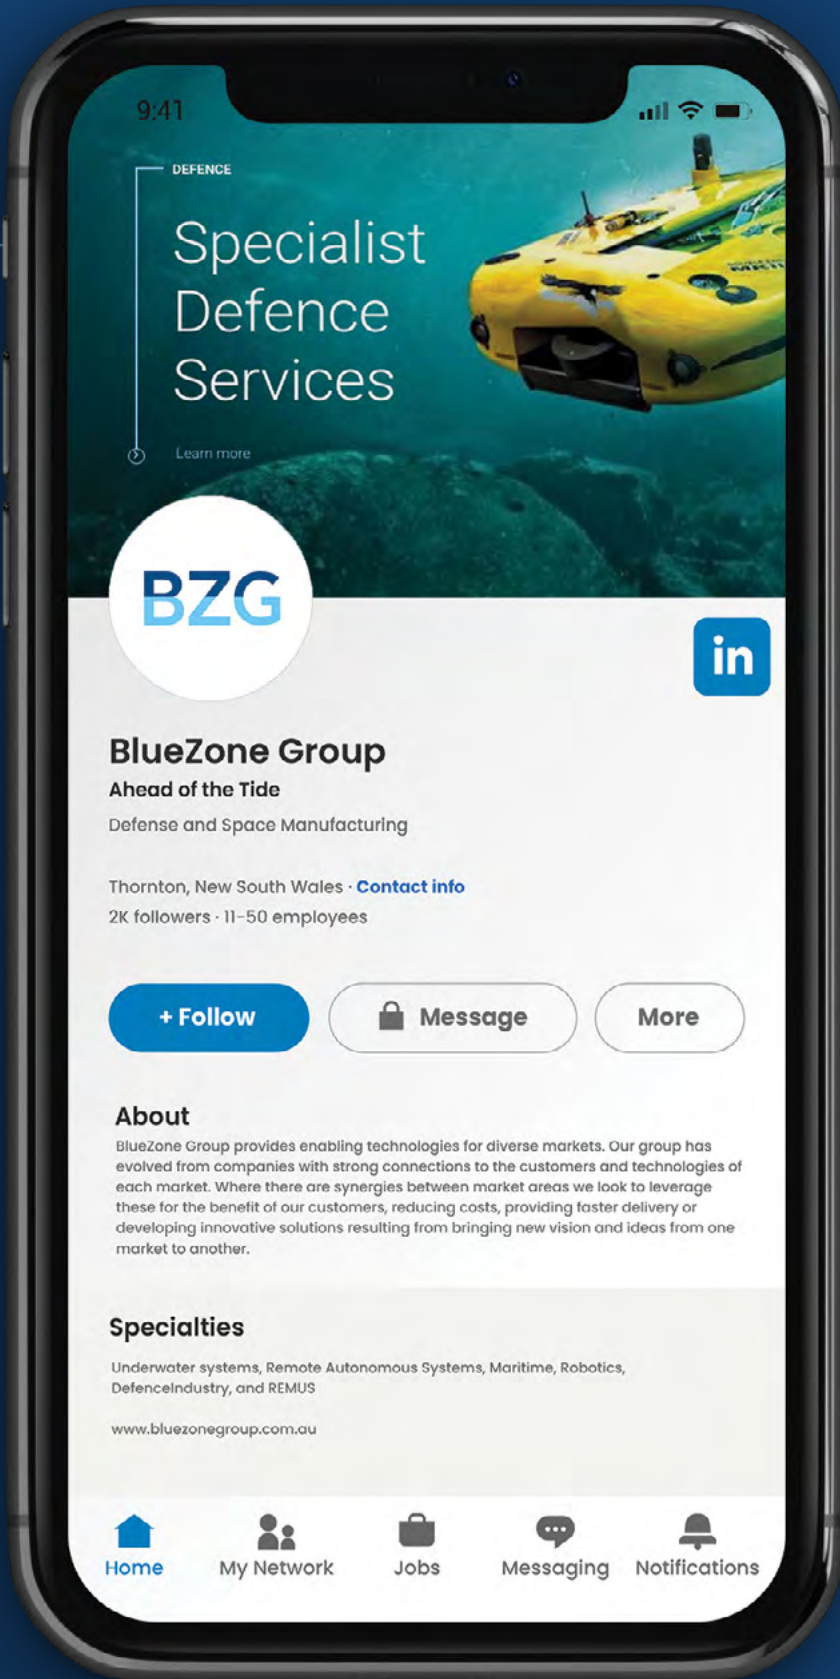 9:41
DEFENCE
Specialist
Defence
Services
Learn more
BZG
in
BlueZone Group
Ahead of the Tide
Defense and Space Manufacturing
Thornton, New South Wales · Contact info
2K followers · 11-50 employees
+ Follow
Message
More
About
BlueZone Group provides enabling technologies for diverse markets. Our group has
evolved from companies with strong connections to the customers and technologies of
each market. Where there are synergies between market areas we look to leverage
these for the benefit of our customers, reducing costs, providing faster delivery or
developing innovative solutions resulting from bringing new vision and ideas from one
market to another.
Specialties
Underwater systems, Remote Autonomous Systems, Maritime, Robotics,
DefenceIndustry, and REMUS
www.bluezonegroup.com.au
Home
My Network
Jobs
Messaging
Notifications